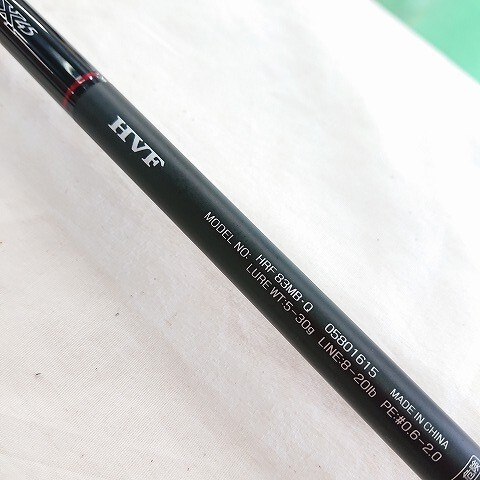 X45
HVF
MODEL NO: HRF 83MB・Q 05801615 MADE IN CHINA
LURE WT:5-30g LINE:8-20lb PE:#0.6-2.0